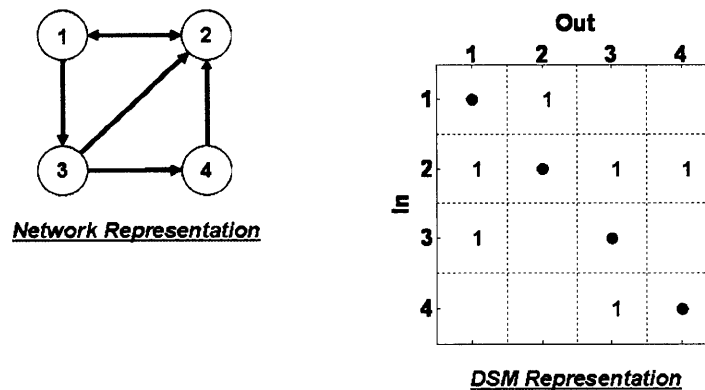 1 2
3 4
Network Representation
Out
1 2 3 4
In
1 1
2 1 1 1
3 1
4 1
DSM Representation